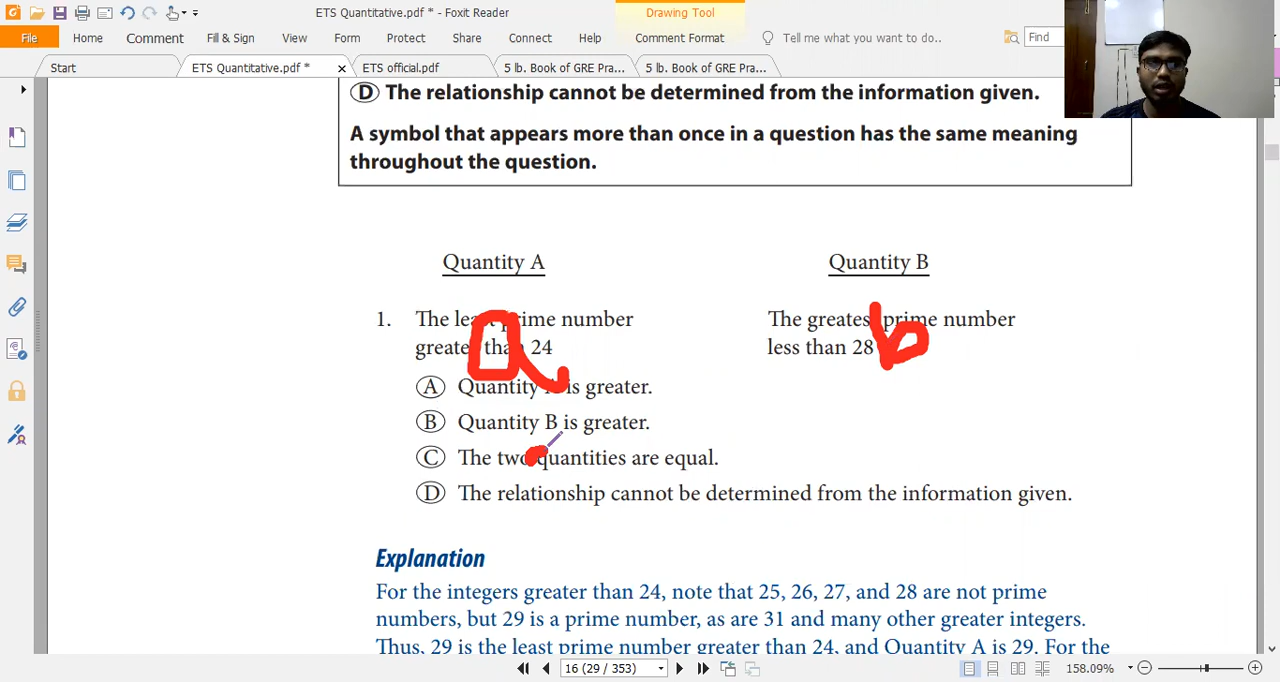 ETS Quantitative.pdf * - Foxit Reader
Drawing Tool
File Home Comment Fill & Sign View Form Protect Share Connect Help Comment Format Tell me what you want to do.. Find
Start ETS Quantitative.pdf * ETS official.pdf 5 lb. Book of GRE Pra... 5 lb. Book of GRE Pra...
D The relationship cannot be determined from the information given.
A symbol that appears more than once in a question has the same meaning
throughout the question.
Quantity A Quantity B
1. The least prime number The greatest prime number
greater than 24 less than 28
a b
A Quantity A is greater.
B Quantity B is greater.
C The two quantities are equal.
D The relationship cannot be determined from the information given.
Explanation
For the integers greater than 24, note that 25, 26, 27, and 28 are not prime
numbers, but 29 is a prime number, as are 31 and many other greater integers.
Thus, 29 is the least prime number greater than 24, and Quantity A is 29. For the
16 (29 / 353) 158.09%